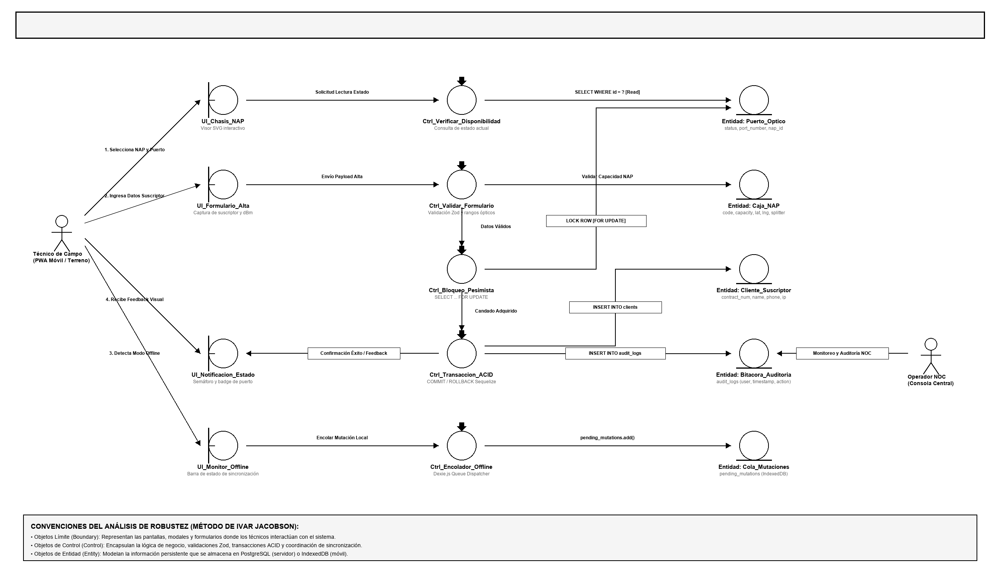 Solicitud Lectura Estado
SELECT WHERE id = ? [Read]
UI_Chasis_NAP
Visor SVG interactivo
Ctrl_Verificar_Disponibilidad
Consulta de estado actual
Entidad: Puerto_Optico
status, port_number, nap_id
1. Selecciona NAP y Puerto
Envío Payload Alta
Validar Capacidad NAP
2. Ingresa Datos Suscriptor
UI_Formulario_Alta
Captura de suscriptor y dBm
Ctrl_Validar_Formulario
Validación Zod y rangos ópticos
Entidad: Caja_NAP
code, capacity, lat, lng, splitter
LOCK ROW [FOR UPDATE]
Datos Válidos
Técnico de Campo
(PWA Móvil / Terreno)
Ctrl_Bloqueo_Pesimista
SELECT ... FOR UPDATE
Entidad: Cliente_Suscriptor
contract_num, name, phone, ip
4. Recibe Feedback Visual
INSERT INTO clients
Candado Adquirido
3. Detecta Modo Offline
Confirmación Éxito / Feedback
INSERT INTO audit_logs
Monitoreo y Auditoría NOC
UI_Notificacion_Estado
Semáforo y badge de puerto
Ctrl_Transaccion_ACID
COMMIT / ROLLBACK Sequelize
Entidad: Bitacora_Auditoria
audit_logs (user, timestamp, action)
Operador NOC
(Consola Central)
Encolar Mutación Local
pending_mutations.add()
UI_Monitor_Offline
Barra de estado de sincronización
Ctrl_Encolador_Offline
Dexie.js Queue Dispatcher
Entidad: Cola_Mutaciones
pending_mutations (IndexedDB)
CONVENCIONES DEL ANÁLISIS DE ROBUSTEZ (MÉTODO DE IVAR JACOBSON):
• Objetos Límite (Boundary): Representan las pantallas, modales y formularios donde los técnicos interactúan con el sistema.
• Objetos de Control (Control): Encapsulan la lógica de negocio, validaciones Zod, transacciones ACID y coordinación de sincronización.
• Objetos de Entidad (Entity): Modelan la información persistente que se almacena en PostgreSQL (servidor) o IndexedDB (móvil).